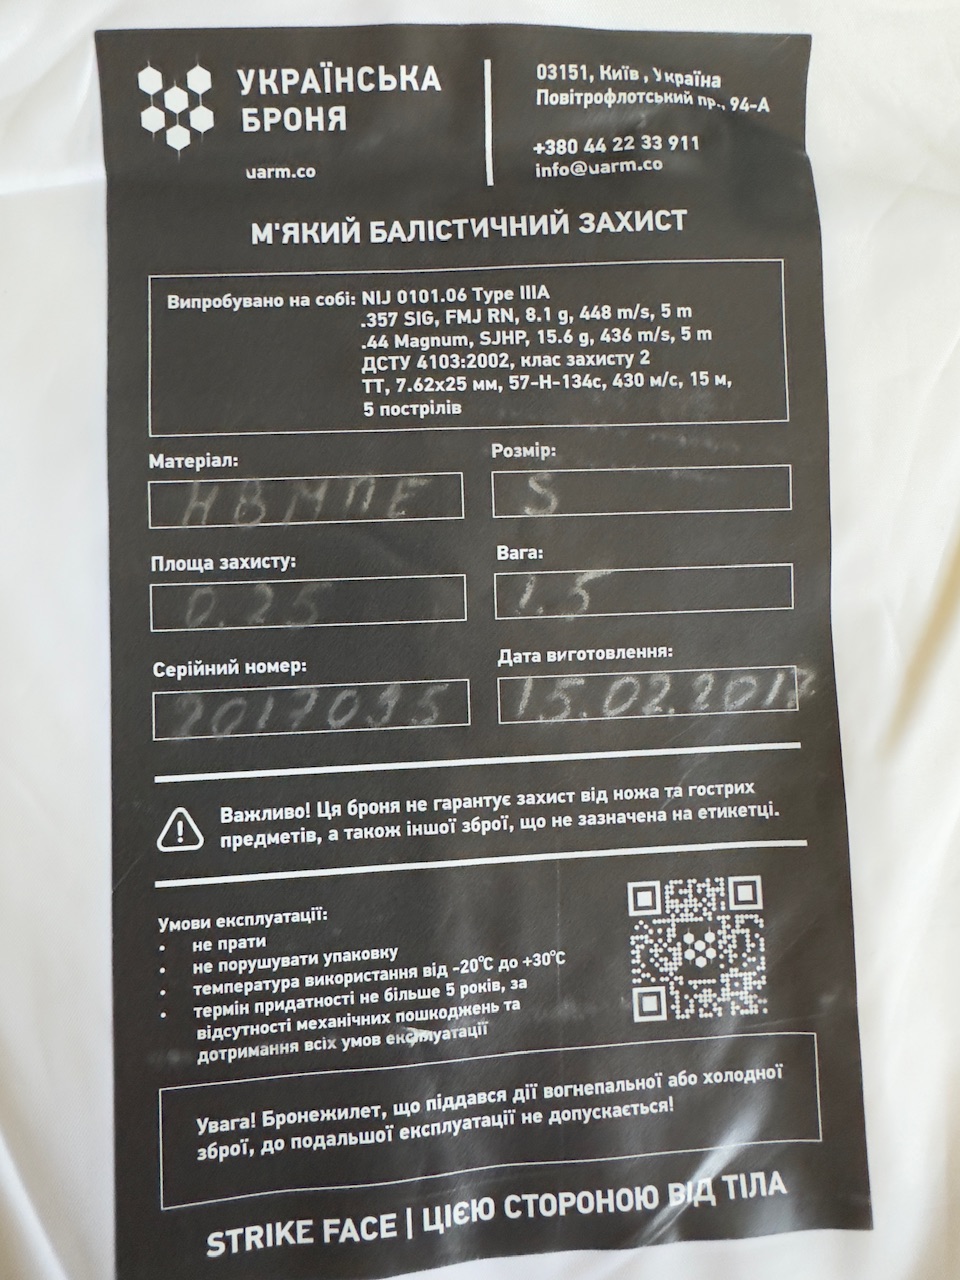 УКРАЇНСЬКА
БРОНЯ
uarm.co
03151, Київ, Україна
Повітрофлотський пр., 94-А
+380 44 22 33 911
info@uarm.co
М'ЯКИЙ БАЛІСТИЧНИЙ ЗАХИСТ
Випробувано на собі: NIJ 0101.06 Type IIIA
.357 SIG, FMJ RN, 8.1 g, 448 m/s, 5 m
.44 Magnum, SJHP, 15.6 g, 436 m/s, 5 m
ДСТУ 4103:2002, клас захисту 2
ТТ, 7.62x25 мм, 57-Н-134с, 430 м/с, 15 м,
5 пострілів
Матеріал:
НВМПЕ
Розмір:
S
Площа захисту:
0.25
Вага:
1.5
Серійний номер:
2017035
Дата виготовлення:
15.02.2017
Важливо! Ця броня не гарантує захист від ножа та гострих
предметів, а також іншої зброї, що не зазначена на етикетці.
Умови експлуатації:
• не прати
• не порушувати упаковку
• температура використання від -20°C до +30°C
• термін придатності не більше 5 років, за
відсутності механічних пошкоджень та
дотримання всіх умов експлуатації
Увага! Бронежилет, що піддався дії вогнепальної або холодної
зброї, до подальшої експлуатації не допускається!
STRIKE FACE | ЦІЄЮ СТОРОНОЮ ВІД ТІЛА